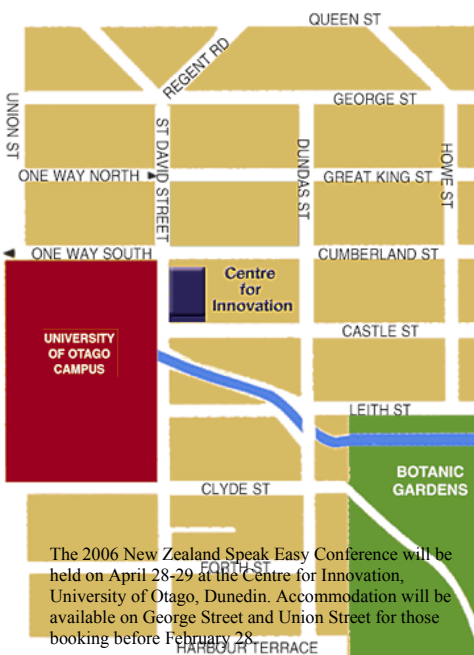 QUEEN ST
REGENT RD
GEORGE ST
UNION ST
ST DAVID STREET
DUNDAS ST
HOWE ST
ONE WAY NORTH
GREAT KING ST
ONE WAY SOUTH
CUMBERLAND ST
Centre
for
Innovation
CASTLE ST
UNIVERSITY
OF OTAGO
CAMPUS
LEITH ST
BOTANIC
GARDENS
CLYDE ST
FORTH ST
The 2006 New Zealand Speak Easy Conference will be
held on April 28-29 at the Centre for Innovation,
University of Otago, Dunedin. Accommodation will be
available on George Street and Union Street for those
booking before February 28.
HARBOUR TERRACE